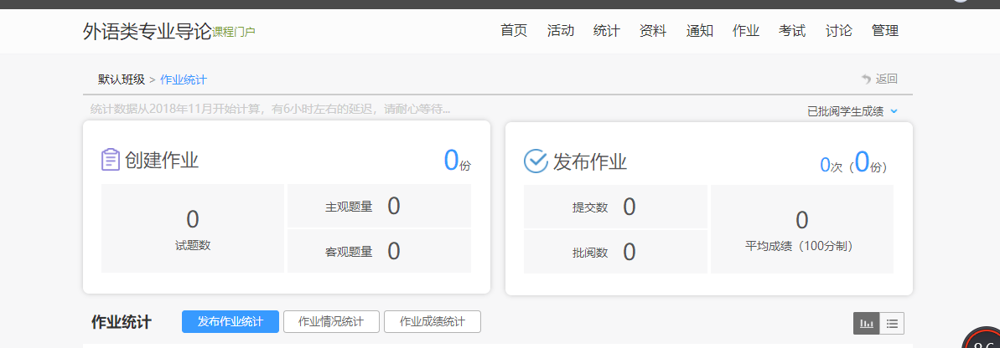 外语类专业导论课程门户 首页 活动 统计 资料 通知 作业 考试 讨论 管理
默认班级 > 作业统计 返回
统计数据从2018年11月开始计算，有6小时左右的延迟，请耐心等待...
已批阅学生成绩
创建作业 0份
0
试题数
主观题量 0
客观题量 0
发布作业 0次（0份）
提交数 0
批阅数 0
0
平均成绩（100分制）
作业统计 发布作业统计 作业情况统计 作业成绩统计